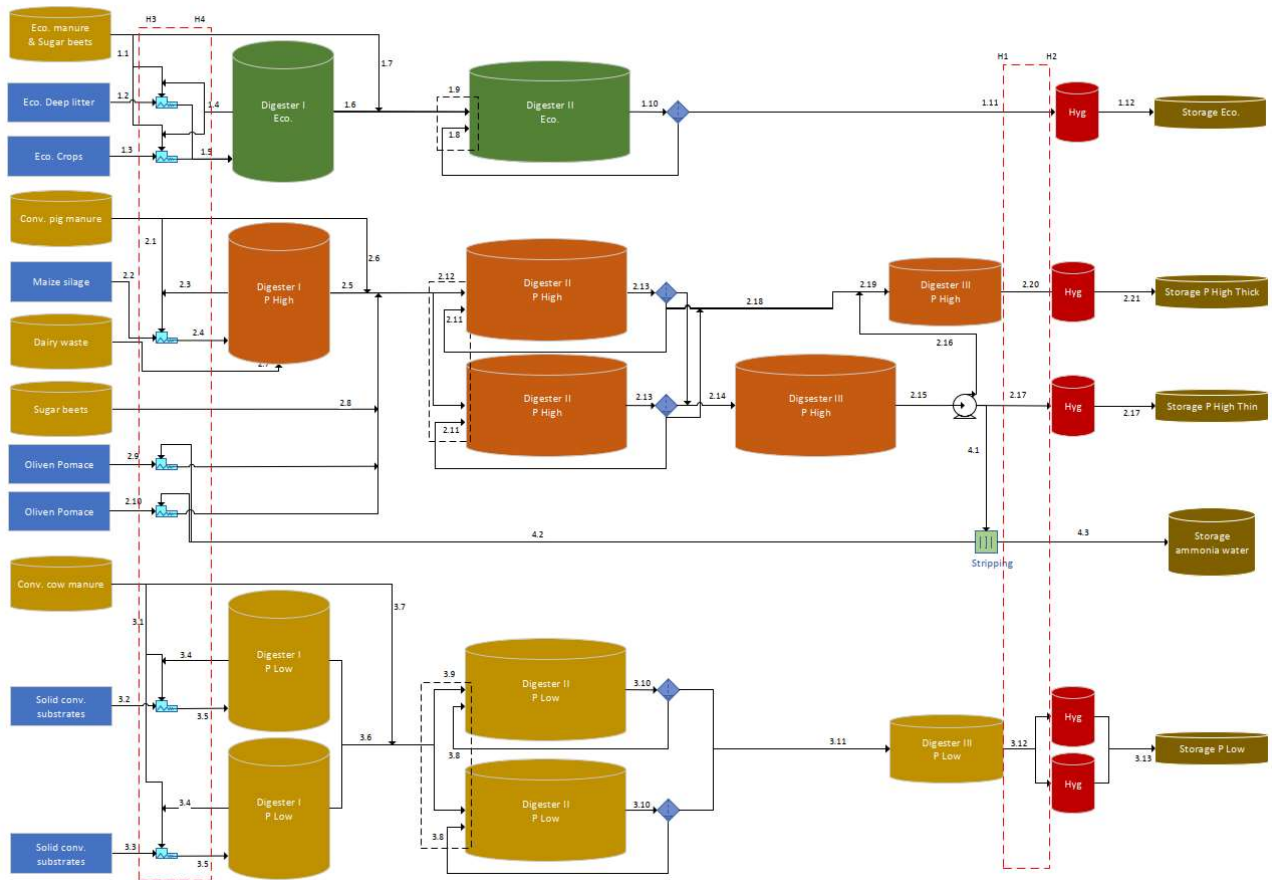 H3
H4
Eco. manure
& Sugar beets
1.1
1.7
Eco. Deep litter
1.2
1.4
Digester I
Eco.
1.6
1.9
1.8
Digester II
Eco.
1.10
H1
H2
1.11
Hyg
1.12
Storage Eco.
Eco. Crops
1.3
1.5
Conv. pig manure
2.1
2.6
Maize silage
2.2
2.3
Digester I
P High
2.5
2.12
2.11
Digester II
P High
2.13
2.18
2.19
Digester III
P High
2.20
Hyg
2.21
Storage P High Thick
Dairy waste
2.4
2.7
2.16
Sugar beets
2.8
Digester II
P High
2.11
2.13
2.14
Digsester III
P High
2.15
2.17
Hyg
2.17
Storage P High Thin
Oliven Pomace
2.9
4.1
Oliven Pomace
2.10
4.2
Stripping
4.3
Storage
ammonia water
Conv. cow manure
3.1
3.7
3.4
Digester I
P Low
3.9
3.8
Digester II
P Low
3.10
Solid conv.
substrates
3.2
3.5
3.6
3.11
Digester III
P Low
3.12
Hyg
Hyg
3.13
Storage P Low
3.4
Digester I
P Low
3.8
Digester II
P Low
3.10
Solid conv.
substrates
3.3
3.5